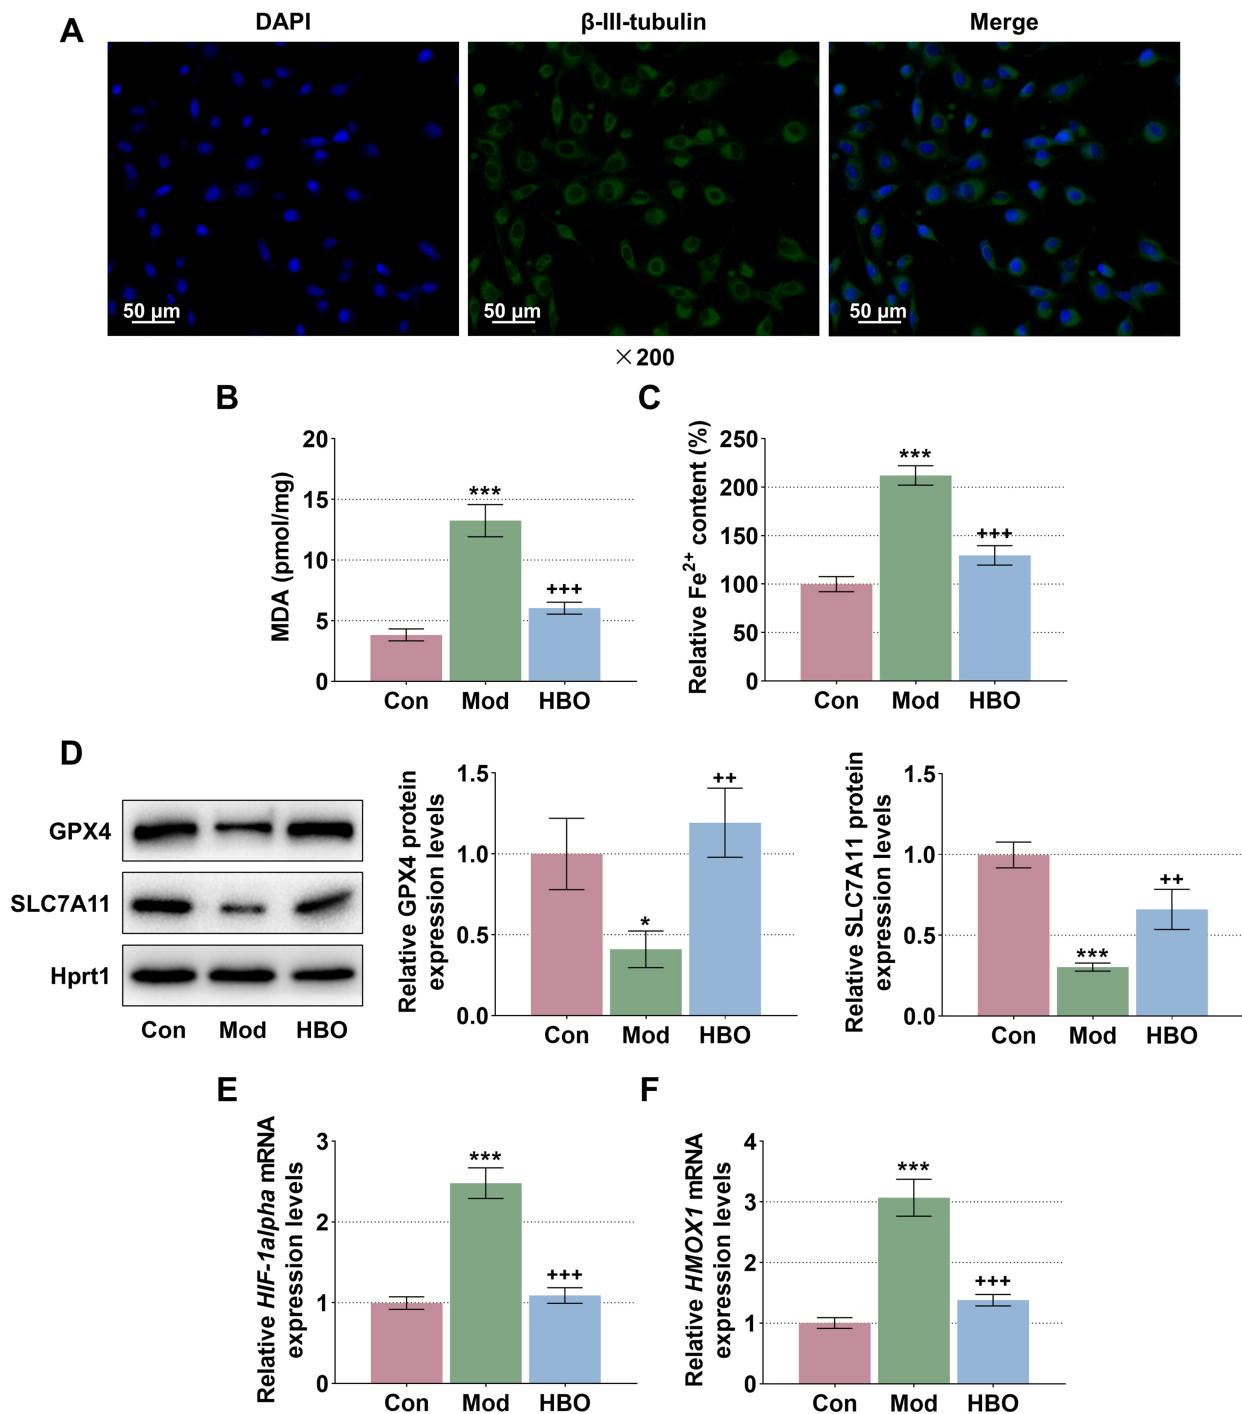 A
DAPI
β-III-tubulin
Merge
50 μm
50 μm
50 μm
×200
B
MDA (pmol/mg)
20
15
10
5
0
***
+++
Con
Mod
HBO
C
Relative Fe2+ content (%)
250
200
150
100
50
0
***
+++
Con
Mod
HBO
D
GPX4
SLC7A11
Hprt1
Con
Mod
HBO
Relative GPX4 protein
expression levels
1.5
1.0
0.5
0.0
*
++
Con
Mod
HBO
Relative SLC7A11 protein
expression levels
1.5
1.0
0.5
0.0
***
++
Con
Mod
HBO
E
Relative HIF-1alpha mRNA
expression levels
3
2
1
0
***
+++
Con
Mod
HBO
F
Relative HMOX1 mRNA
expression levels
4
3
2
1
0
***
+++
Con
Mod
HBO